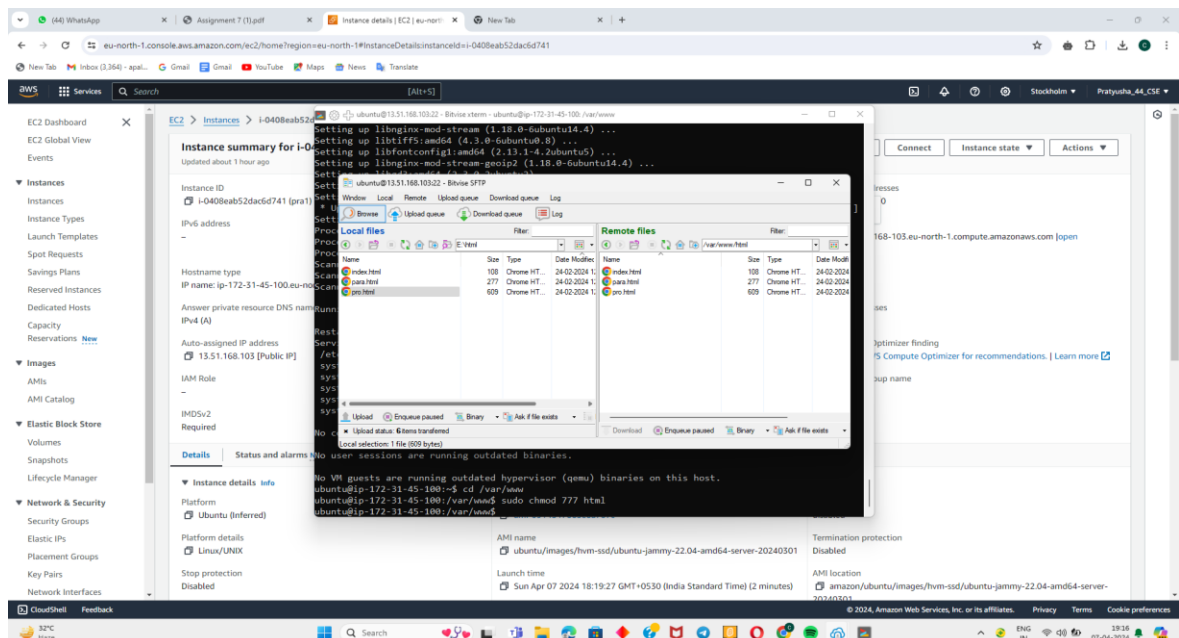 (44) WhatsApp
Assignment 7 (1).pdf
Instance details | EC2 | eu-north
New Tab
eu-north-1.console.aws.amazon.com/ec2/home?region=eu-north-1#InstanceDetails:instanceId=i-0408eab52dac6d741
New Tab
Inbox (3,364) - apal...
Gmail
Gmail
YouTube
Maps
News
Translate
aws
Services
Search
[Alt+S]
Stockholm
Pratyusha_44_CSE
EC2 Dashboard
EC2 Global View
Events
Instances
Instances
Instance Types
Launch Templates
Spot Requests
Savings Plans
Reserved Instances
Dedicated Hosts
Capacity
Reservations New
Images
AMIs
AMI Catalog
Elastic Block Store
Volumes
Snapshots
Lifecycle Manager
Network & Security
Security Groups
Elastic IPs
Placement Groups
Key Pairs
Network Interfaces
EC2 > Instances > i-0408eab52d
Instance summary for i-0
Updated about 1 hour ago
Connect
Instance state
Actions
Instance ID
i-0408eab52dac6d741 (pra1)
IPv6 address
–
Hostname type
IP name: ip-172-31-45-100.eu-no
Answer private resource DNS nam
IPv4 (A)
Auto-assigned IP address
13.51.168.103 [Public IP]
IAM Role
–
IMDSv2
Required
resses
0
168-103.eu-north-1.compute.amazonaws.com |open
ses
Optimizer finding
S Compute Optimizer for recommendations. | Learn more
oup name
ubuntu@13.51.168.103:22 - Bitvise xterm - ubuntu@ip-172-31-45-100: /var/www
Setting up libnginx-mod-stream (1.18.0-6ubuntu14.4) ...
Setting up libtiff5:amd64 (4.3.0-6ubuntu0.8) ...
Setting up libfontconfig1:amd64 (2.13.1-4.2ubuntu5) ...
Setting up libnginx-mod-stream-geoip2 (1.18.0-6ubuntu14.4) ...
ubuntu@13.51.168.103:22 - Bitvise SFTP
Window Local Remote Upload queue Download queue Log
Browse Upload queue Download queue Log
Local files Filter:
E:\html
Name Size Type Date Modified
index.html 108 Chrome HT... 24-02-2024 1
para.html 277 Chrome HT... 24-02-2024 1
pro.html 609 Chrome HT... 24-02-2024 1
Remote files Filter:
/var/www/html
Name Size Type Date Modifi
index.html 108 Chrome HT... 24-02-2024
para.html 277 Chrome HT... 24-02-2024
pro.html 609 Chrome HT... 24-02-2024
Upload Enqueue paused Binary Ask if file exists
Download Enqueue paused Binary Ask if file exists
Upload status: 6 items transferred
Local selection: 1 file (609 bytes)
No user sessions are running outdated binaries.
No VM guests are running outdated hypervisor (qemu) binaries on this host.
ubuntu@ip-172-31-45-100:~$ cd /var/www
ubuntu@ip-172-31-45-100:/var/www$ sudo chmod 777 html
ubuntu@ip-172-31-45-100:/var/www$
Details
Status and alarms
Instance details Info
Platform
Ubuntu (Inferred)
Platform details
Linux/UNIX
Stop protection
Disabled
AMI name
ubuntu/images/hvm-ssd/ubuntu-jammy-22.04-amd64-server-20240301
Launch time
Sun Apr 07 2024 18:19:27 GMT+0530 (India Standard Time) (2 minutes)
Termination protection
Disabled
AMI location
amazon/ubuntu/images/hvm-ssd/ubuntu-jammy-22.04-amd64-server-
20240301
CloudShell
Feedback
© 2024, Amazon Web Services, Inc. or its affiliates.
Privacy
Terms
Cookie preferences
32°C
Haze
Search
ENG
IN
19:16
07-04-2024